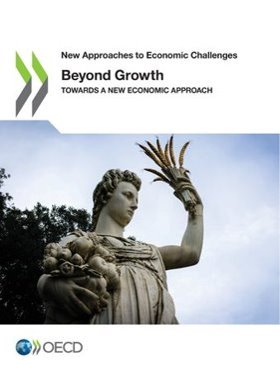 New Approaches to Economic Challenges
Beyond Growth
TOWARDS A NEW ECONOMIC APPROACH
OECD